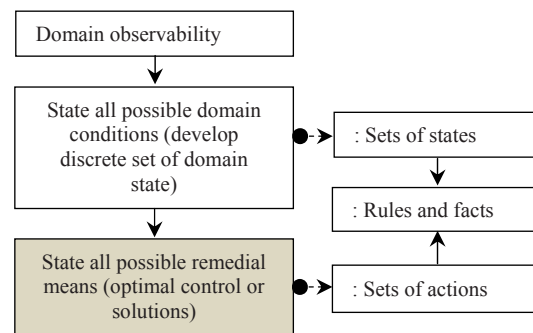 Domain observability
State all possible domain
conditions (develop
discrete set of domain
state)
: Sets of states
: Rules and facts
State all possible remedial
means (optimal control or
solutions)
: Sets of actions